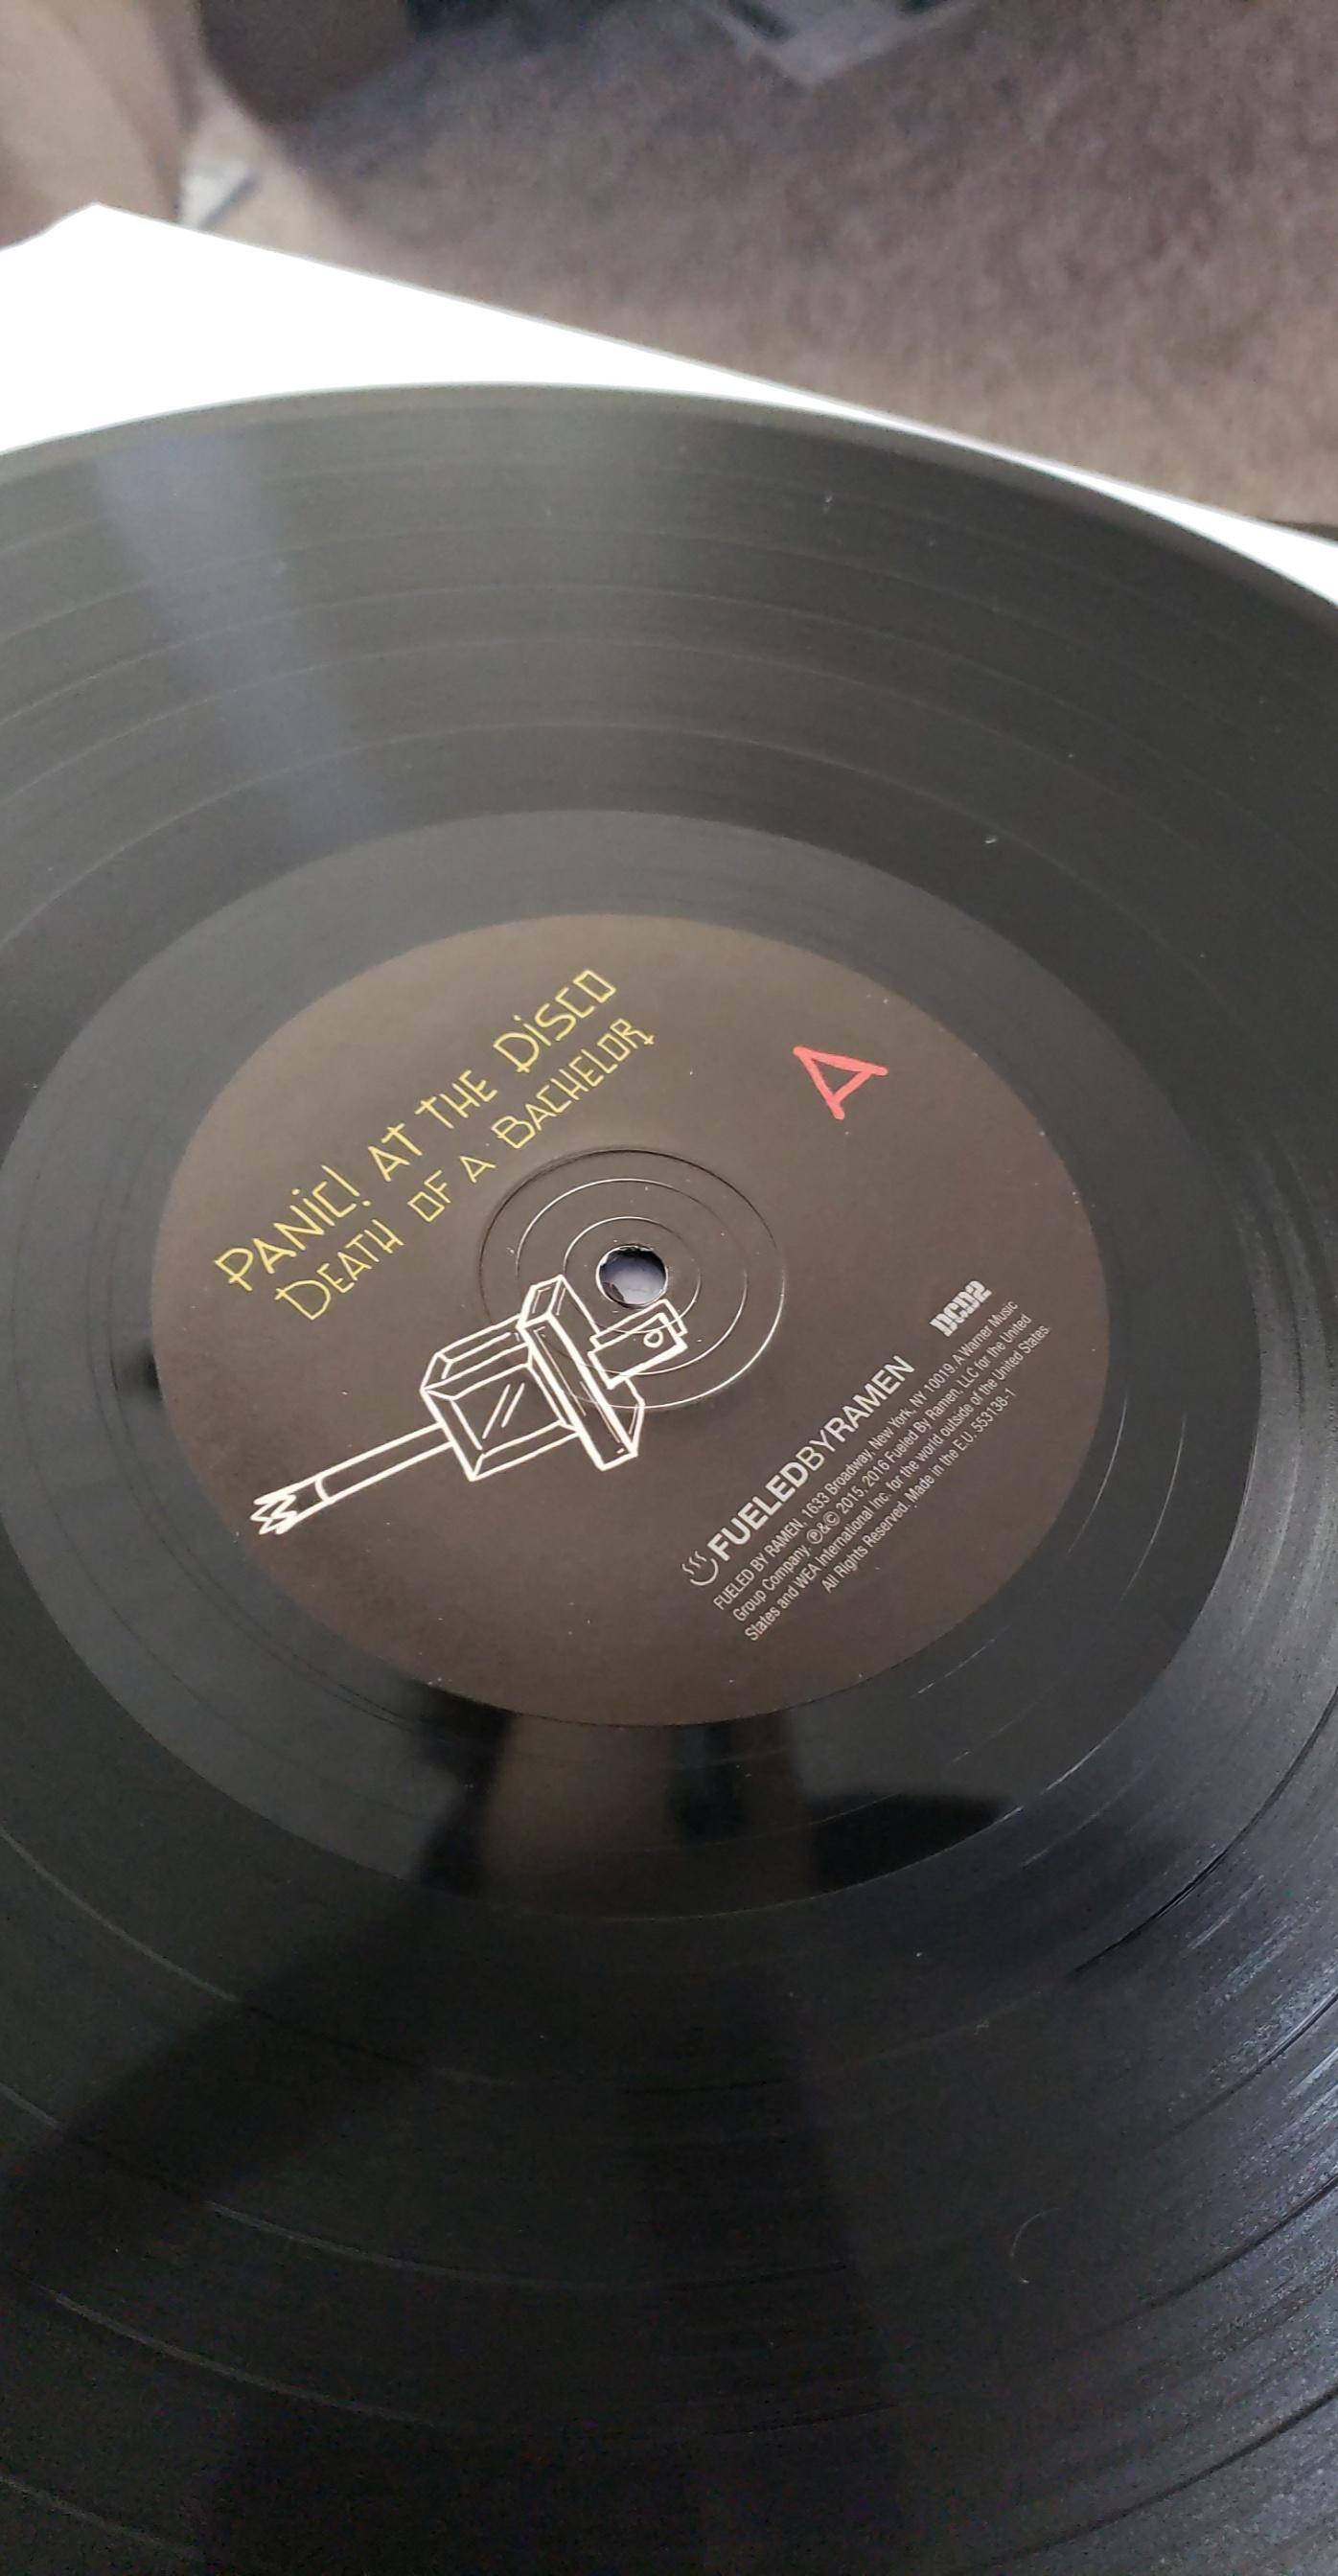 PANiC! AT THE DiSCO
DEATH OF A BACHELOR
A
DCD2
FUELEDBYRAMEN
FUELED BY RAMEN, 1633 Broadway, New York, NY 10019. A Warner Music
Group Company. ℗&© 2015, 2016 Fueled By Ramen, LLC for the United
States and WEA International Inc. for the world outside of the United States.
All Rights Reserved. Made in the E.U. 553138-1